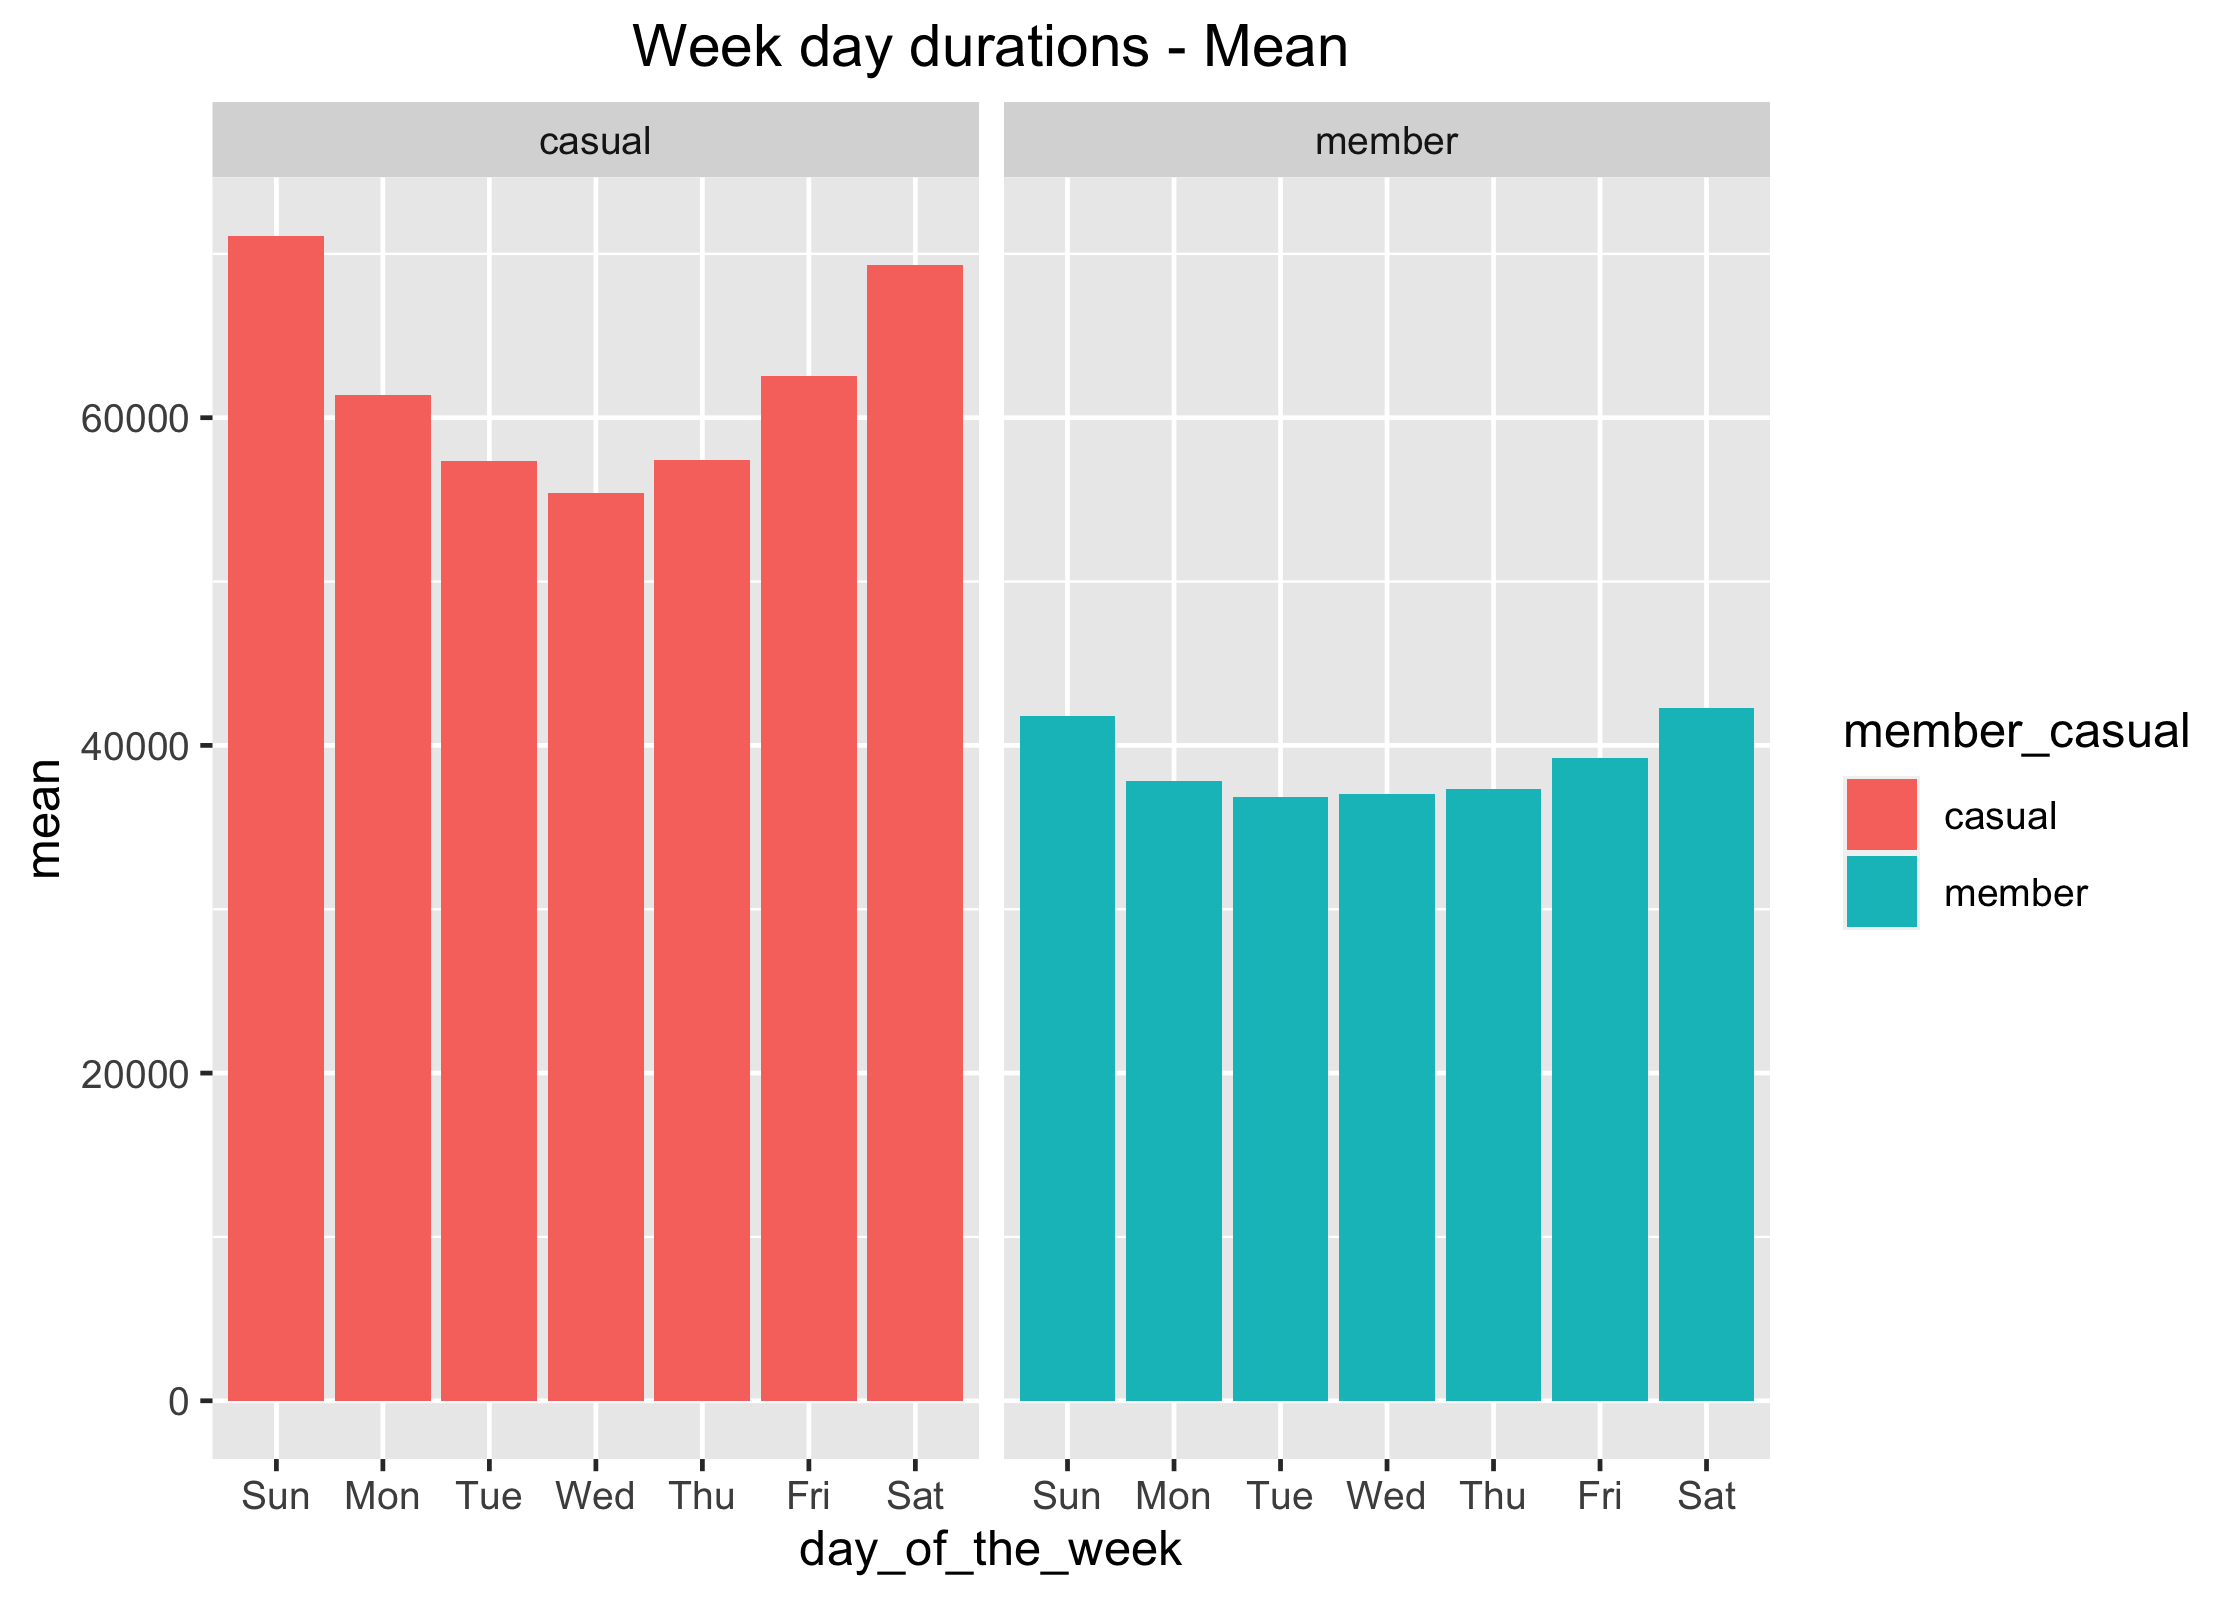 Week day durations - Mean
casual
member
60000
40000
20000
0
mean
Sun Mon Tue Wed Thu Fri Sat
Sun Mon Tue Wed Thu Fri Sat
day_of_the_week
member_casual
casual
member